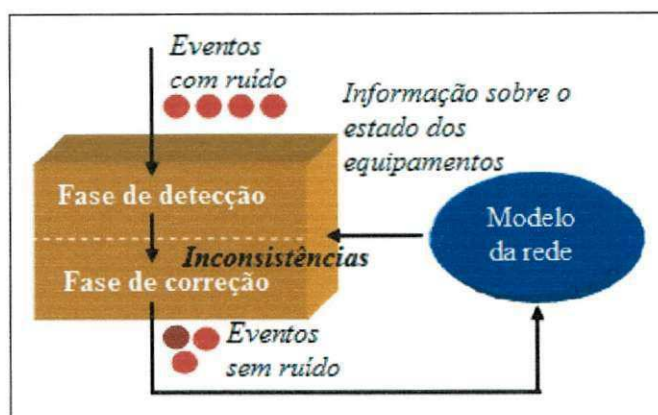 Eventos
com ruído
Informação sobre o
estado dos
equipamentos
Fase de detecção
Inconsistências
Fase de correção
Modelo
da rede
Eventos
sem ruído